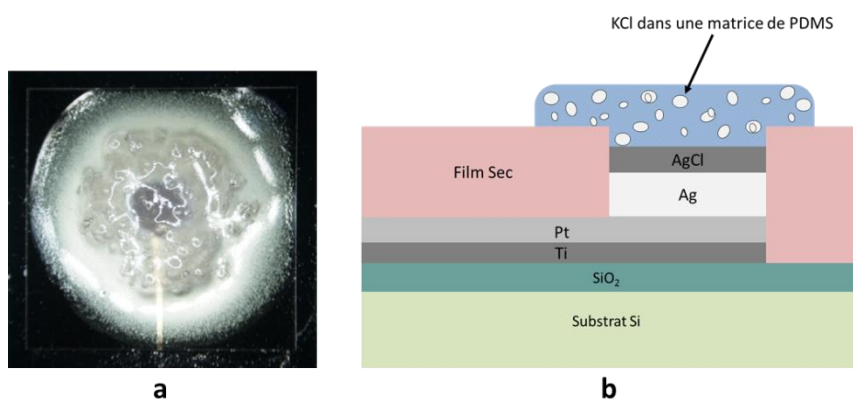 KCl dans une matrice de PDMS
AgCl
Film Sec
Ag
Pt
Ti
SiO₂
Substrat Si
a
b